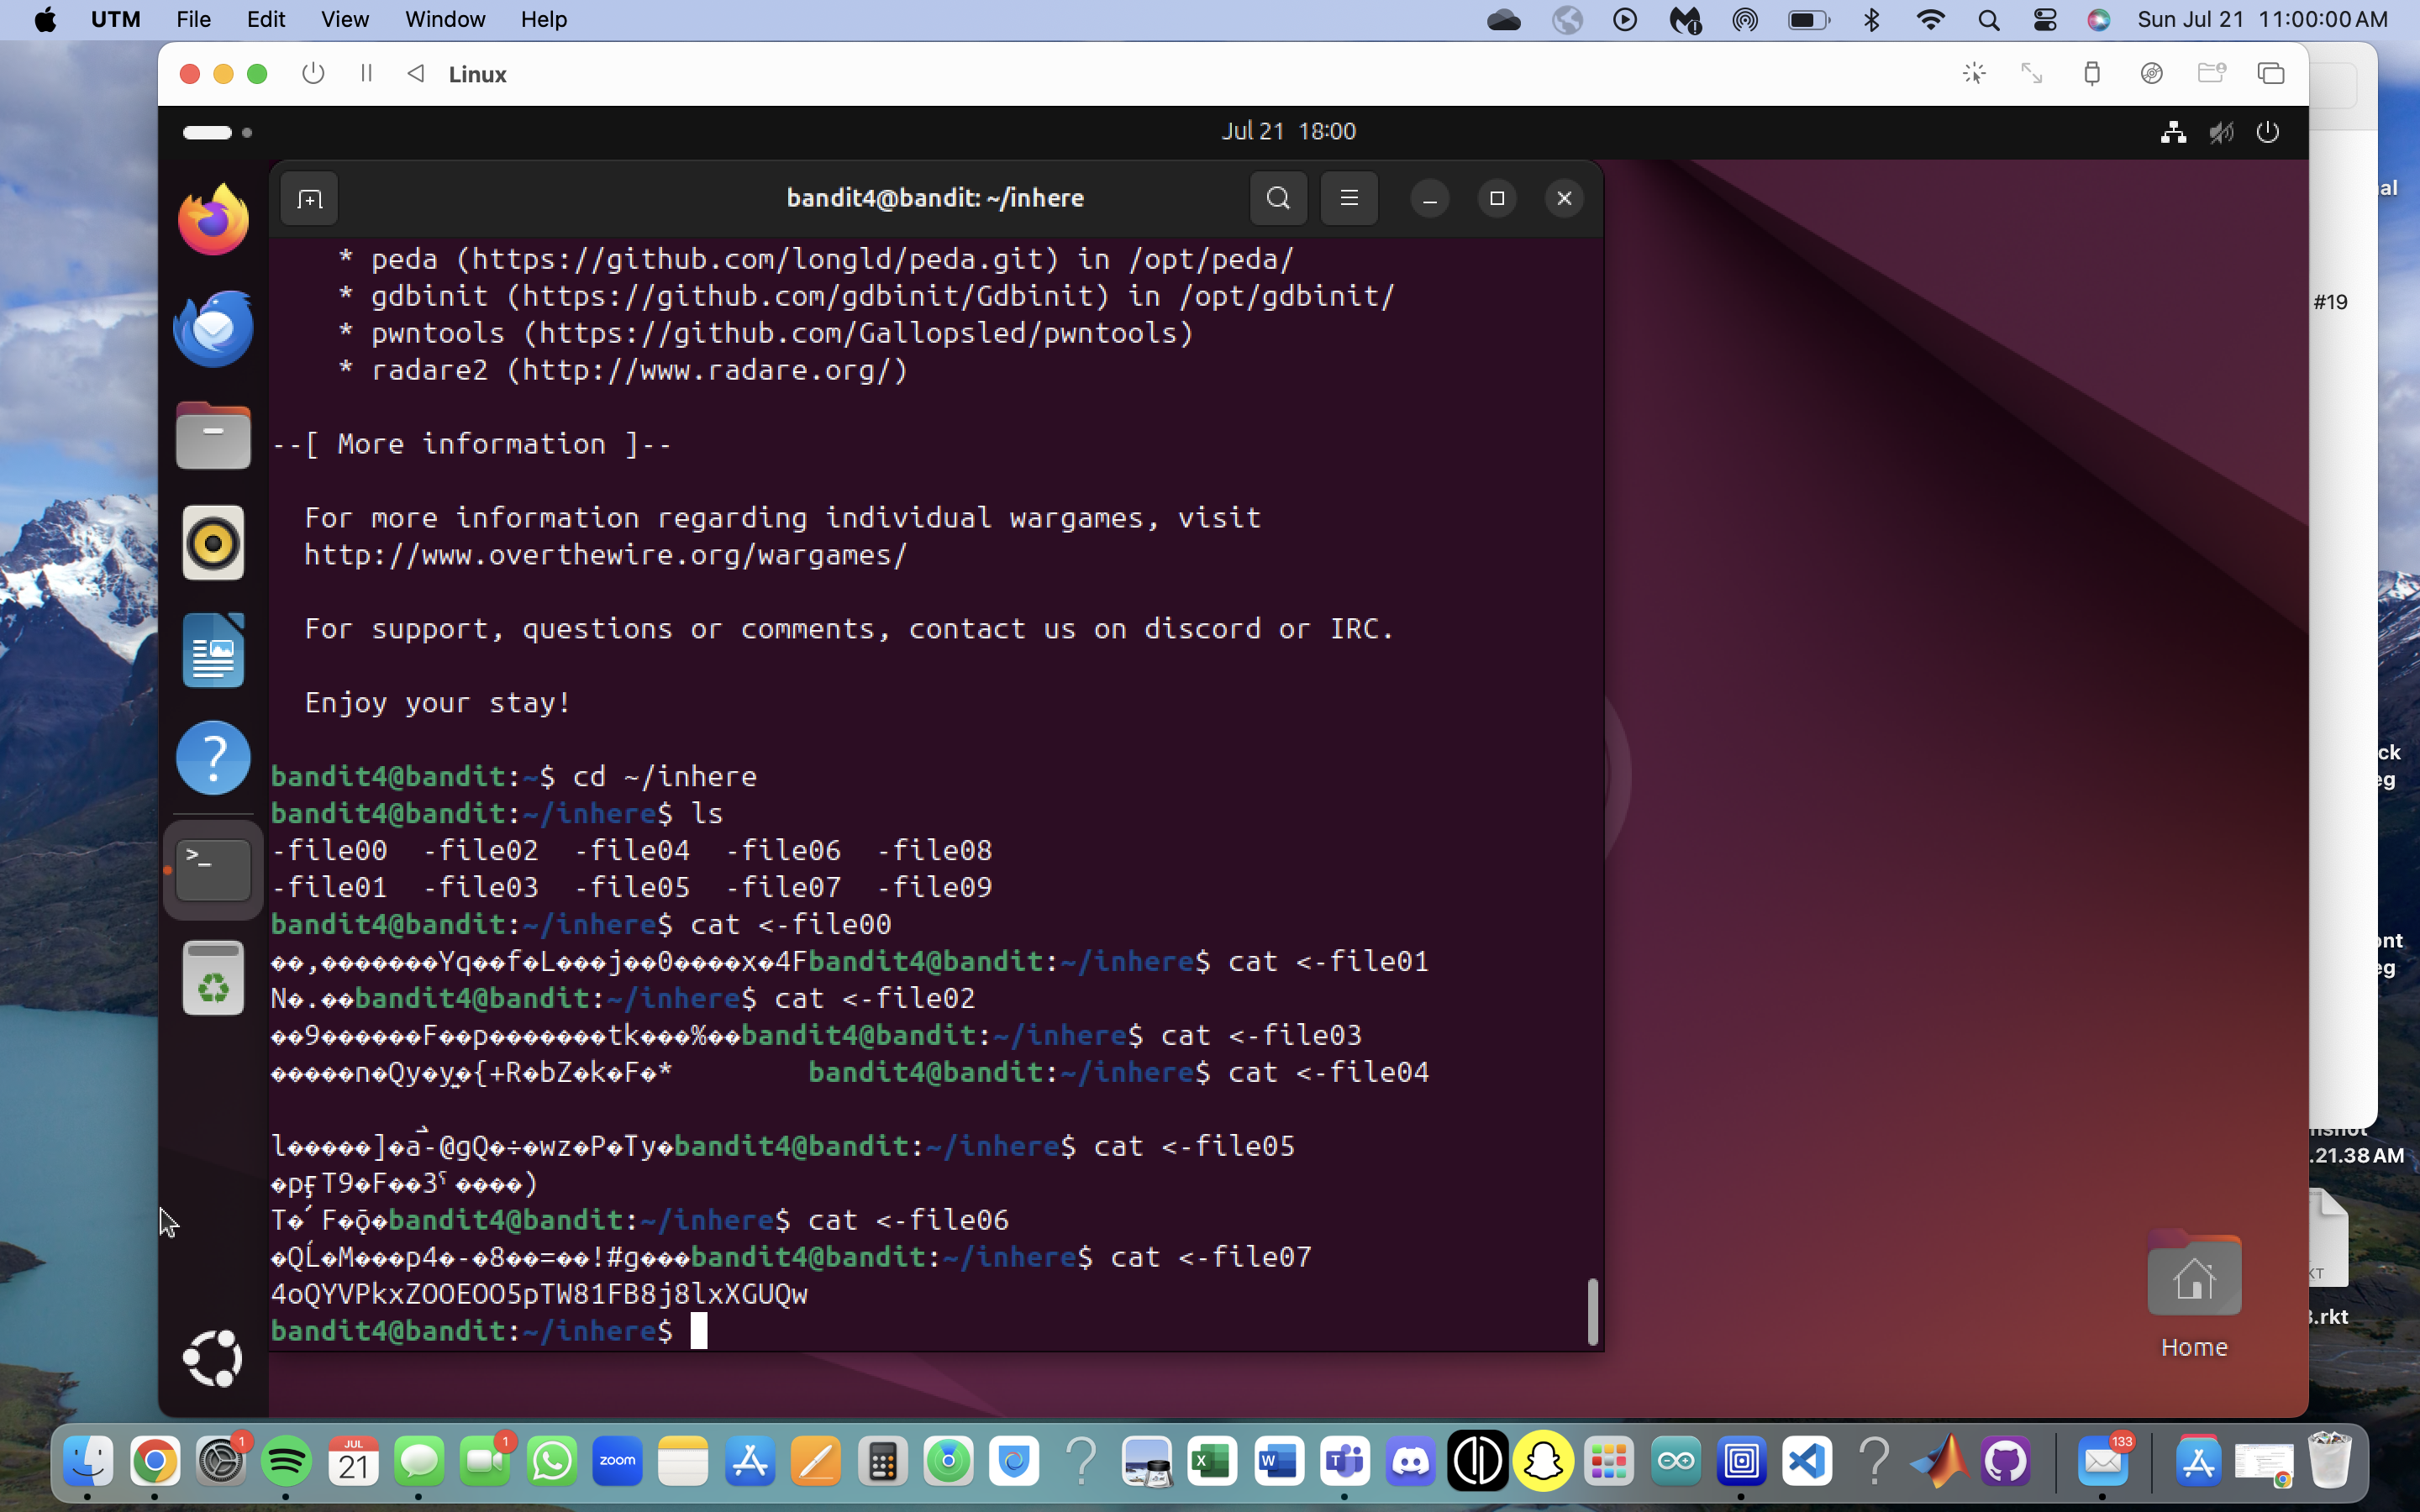 UTM File Edit View Window Help Sun Jul 21 11:00:00 AM
Linux
Jul 21 18:00
bandit4@bandit: ~/inhere
* peda (https://github.com/longld/peda.git) in /opt/peda/
* gdbinit (https://github.com/gdbinit/Gdbinit) in /opt/gdbinit/
* pwntools (https://github.com/Gallopsled/pwntools)
* radare2 (http://www.radare.org/)
--[ More information ]--
For more information regarding individual wargames, visit
http://www.overthewire.org/wargames/
For support, questions or comments, contact us on discord or IRC.
Enjoy your stay!
bandit4@bandit:~$ cd ~/inhere
bandit4@bandit:~/inhere$ ls
-file00 -file02 -file04 -file06 -file08
-file01 -file03 -file05 -file07 -file09
bandit4@bandit:~/inhere$ cat <-file00
��,�������Yq��f�L���j��0����x�4Fbandit4@bandit:~/inhere$ cat <-file01
N�.��bandit4@bandit:~/inhere$ cat <-file02
��9������F��p�������tk���%��bandit4@bandit:~/inhere$ cat <-file03
�����n�Qy�y�{+R�bZ�k�F�* bandit4@bandit:~/inhere$ cat <-file04
l�����]�a-@gQ�÷�wz�P�Ty�bandit4@bandit:~/inhere$ cat <-file05
T9�F��3 ����)
T� F� bandit4@bandit:~/inhere$ cat <-file06
�QĹ�M���p4�-�8��=��!#g���bandit4@bandit:~/inhere$ cat <-file07
4oQYVPkxZOOEOO5pTW81FB8j8lxXGUQw
bandit4@bandit:~/inhere$
#19
.21.38 AM
.rkt
Home
1
JUL
21
1
zoom
133